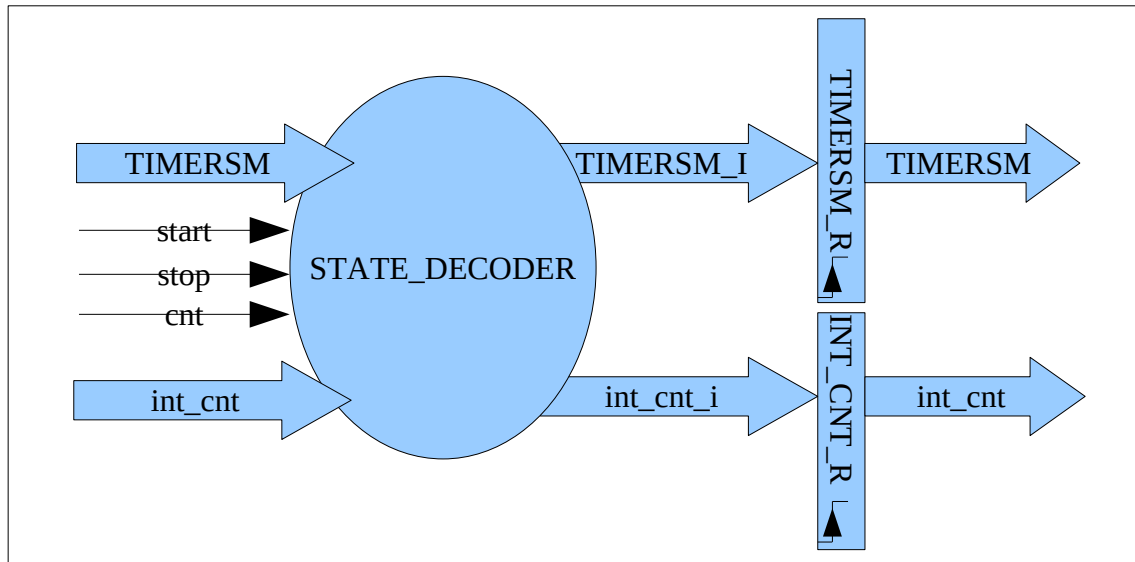 TIMERSM
start
stop
cnt
int_cnt
STATE_DECODER
TIMERSM_I
int_cnt_i
TIMERSM_R
INT_CNT_R
TIMERSM
int_cnt